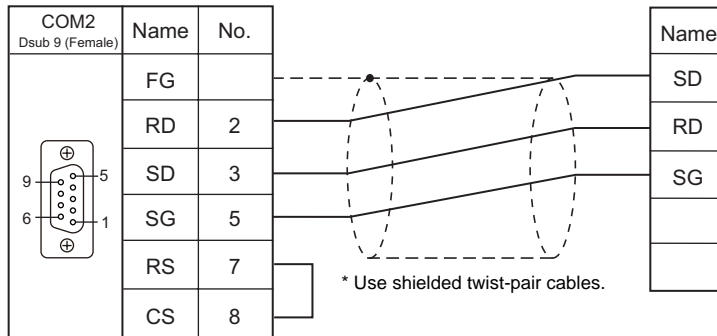 COM2
Dsub 9 (Female)
Name No.
FG
RD 2
SD 3
SG 5
RS 7
CS 8
9
5
6
1
* Use shielded twist-pair cables.
Name
SD
RD
SG